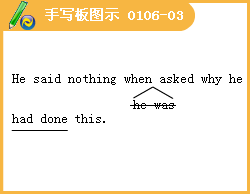 手写板图示 0106-03
He said nothing when asked why he
he was
had done this.